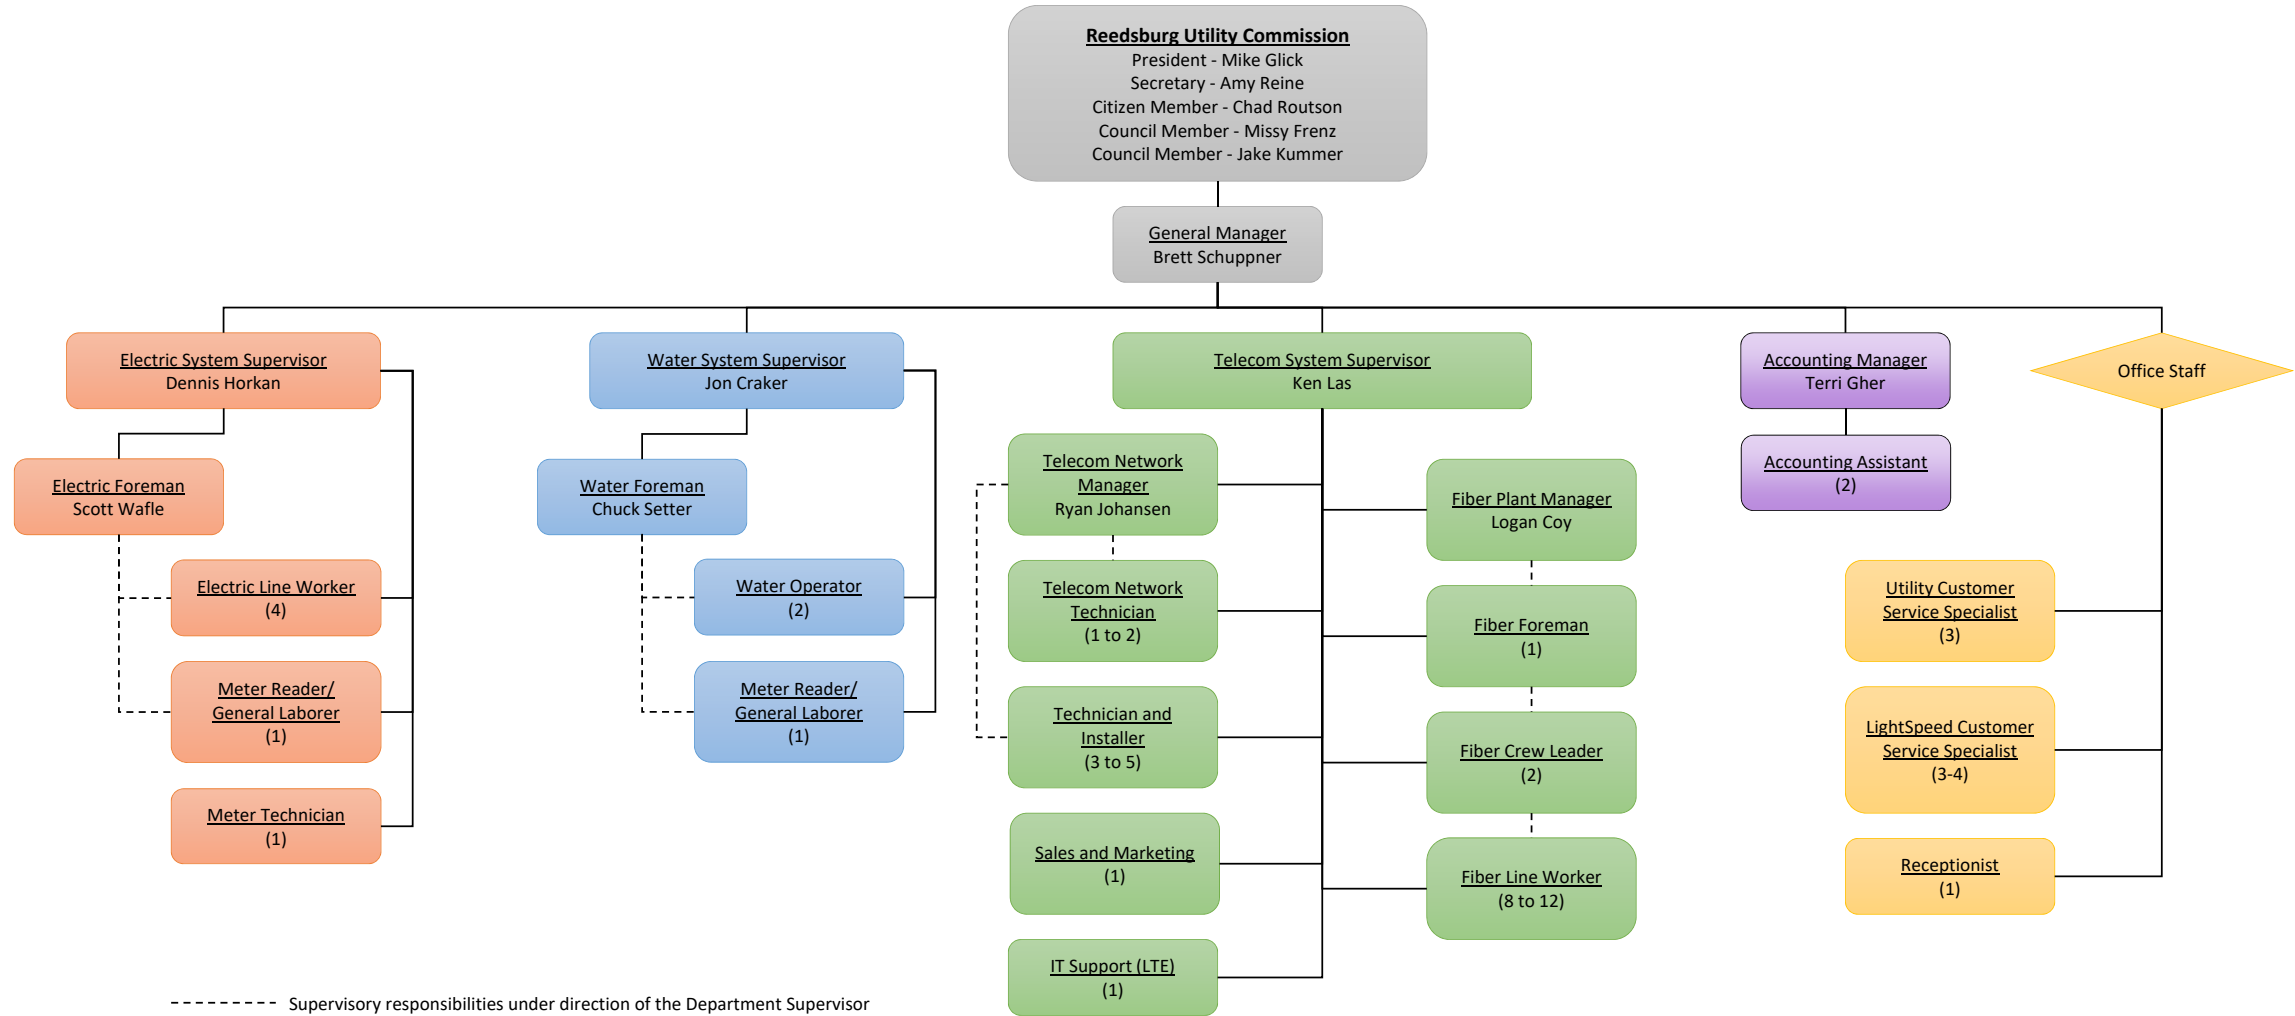 Reedsburg Utility Commission
President - Mike Glick
Secretary - Amy Reine
Citizen Member - Chad Routson
Council Member - Missy Frenz
Council Member - Jake Kummer
General Manager
Brett Schuppner
Electric System Supervisor
Dennis Horkan
Water System Supervisor
Jon Craker
Telecom System Supervisor
Ken Las
Accounting Manager
Terri Gher
Office Staff
Electric Foreman
Scott Wafle
Electric Line Worker
(4)
Meter Reader/
General Laborer
(1)
Meter Technician
(1)
Water Foreman
Chuck Setter
Water Operator
(2)
Meter Reader/
General Laborer
(1)
Telecom Network
Manager
Ryan Johansen
Telecom Network
Technician
(1 to 2)
Technician and
Installer
(3 to 5)
Sales and Marketing
(1)
IT Support (LTE)
(1)
Fiber Plant Manager
Logan Coy
Fiber Foreman
(1)
Fiber Crew Leader
(2)
Fiber Line Worker
(8 to 12)
Accounting Assistant
(2)
Utility Customer
Service Specialist
(3)
LightSpeed Customer
Service Specialist
(3-4)
Receptionist
(1)
Supervisory responsibilities under direction of the Department Supervisor